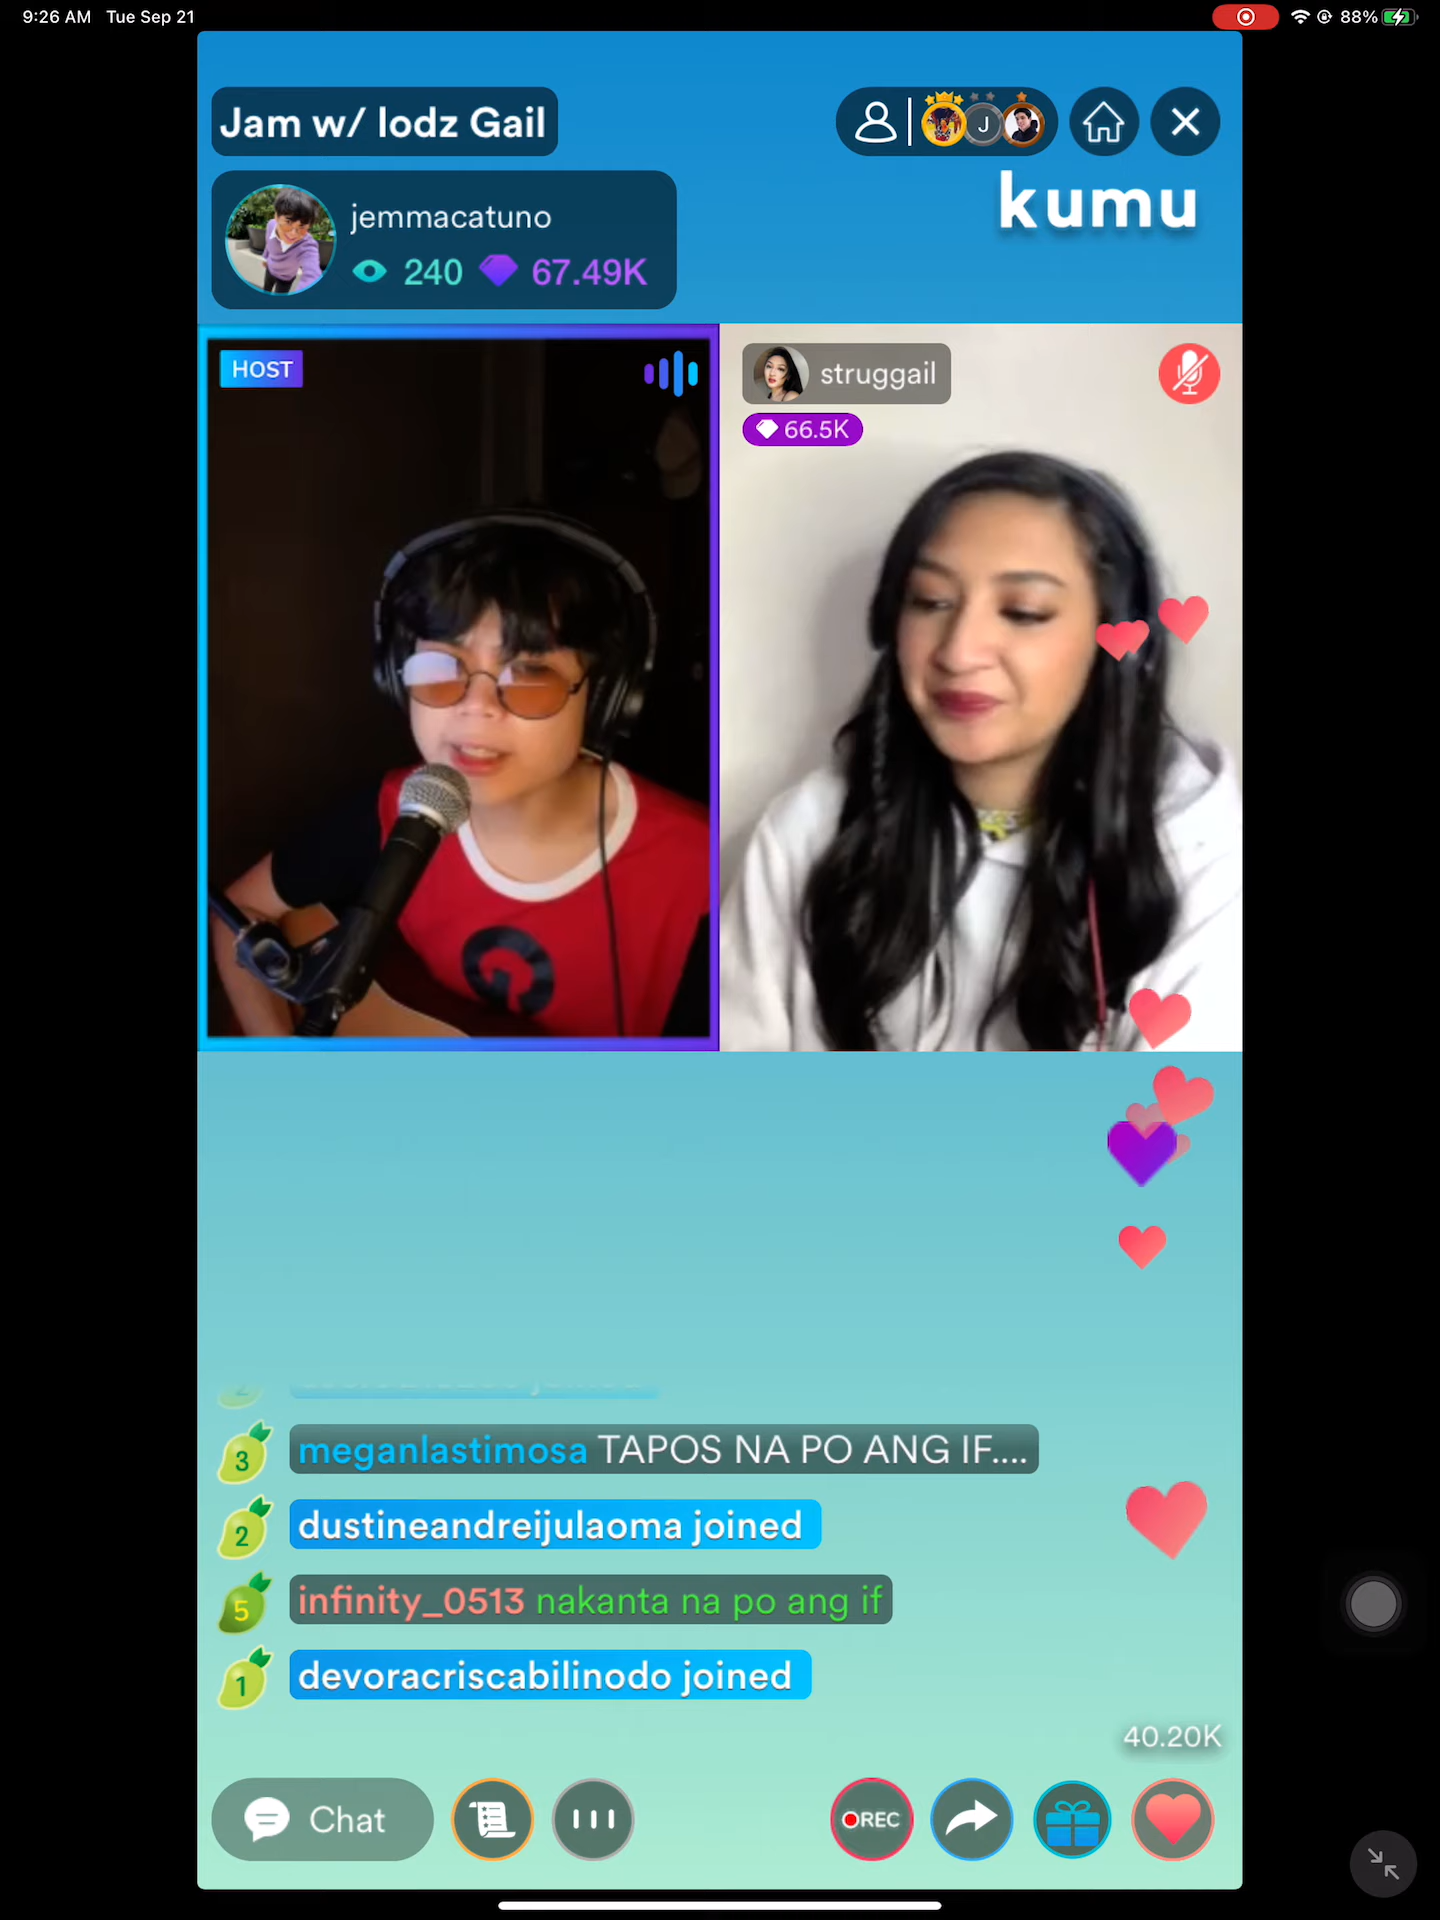 9:26 AM Tue Sep 21
88%
Jam w/ lodz Gail
J
kumu
jemmacatuno
240 67.49K
HOST
struggail
66.5K
3 meganlastimosa TAPOS NA PO ANG IF....
2 dustineandreijulaoma joined
5 infinity_0513 nakanta na po ang if
1 devoracriscabilinodo joined
40.20K
Chat
REC